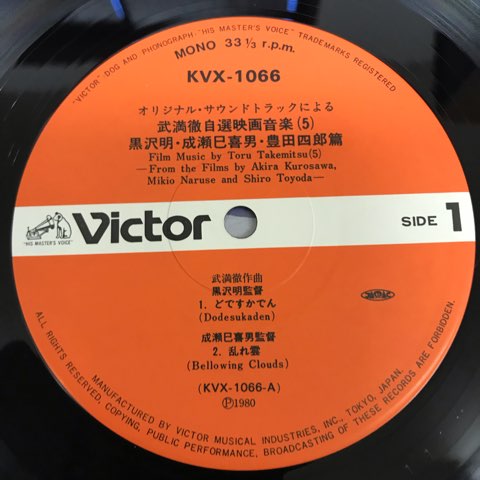 "VICTOR" DOG AND PHONOGRAPH-"HIS MASTER'S VOICE" TRADEMARKS REGISTERED
MONO 33 1/3 r.p.m.
KVX-1066
オリジナル・サウンドトラックによる
武満徹自選映画音楽(5)
黒沢明・成瀬巳喜男・豊田四郎篇
Film Music by Toru Takemitsu(5)
—From the Films by Akira Kurosawa,
Mikio Naruse and Shiro Toyoda—
"HIS MASTER'S VOICE"
Victor
SIDE 1
武満徹作曲
黒沢明監督
1. どですかでん
(Dodesukaden)
成瀬巳喜男監督
2. 乱れ雲
(Bellowing Clouds)
(KVX-1066-A)
Ⓟ1980
ALL RIGHTS RESERVED, COPYING, PUBLIC PERFORMANCE, BROADCASTING OF THESE RECORDS ARE FORBIDDEN.
MANUFACTURED BY VICTOR MUSICAL INDUSTRIES, INC., TOKYO, JAPAN.